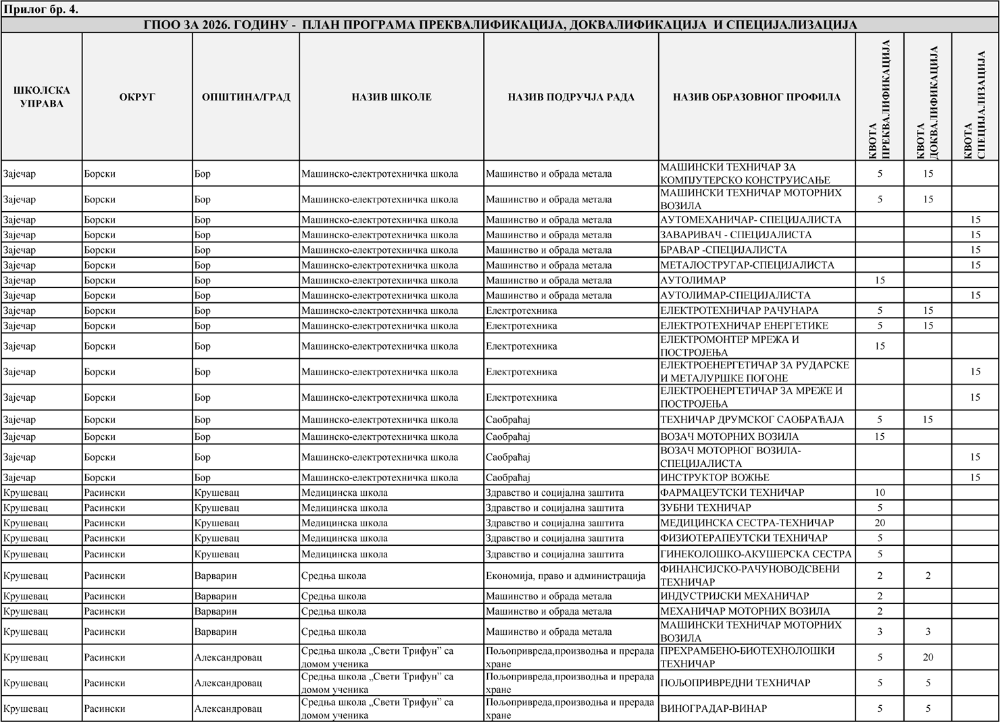 Прилог бр. 4.
ГПОО ЗА 2026. ГОДИНУ - ПЛАН ПРОГРАМА ПРЕКВАЛИФИКАЦИЈА, ДОКВАЛИФИКАЦИЈА И СПЕЦИЈАЛИЗАЦИЈА
ШКОЛСКА УПРАВА ОКРУГ ОПШТИНА/ГРАД НАЗИВ ШКОЛЕ НАЗИВ ПОДРУЧЈА РАДА НАЗИВ ОБРАЗОВНОГ ПРОФИЛА КВОТА ПРЕКВАЛИФИКАЦИЈА КВОТА ДОКВАЛИФИКАЦИЈА КВОТА СПЕЦИЈАЛИЗАЦИЈА
Зајечар Борски Бор Машинско-електротехничка школа Машинство и обрада метала МАШИНСКИ ТЕХНИЧАР ЗА КОМПЈУТЕРСКО КОНСТРУИСАЊЕ 5 15
Зајечар Борски Бор Машинско-електротехничка школа Машинство и обрада метала МАШИНСКИ ТЕХНИЧАР МОТОРНИХ ВОЗИЛА 5 15
Зајечар Борски Бор Машинско-електротехничка школа Машинство и обрада метала АУТОМЕХАНИЧАР- СПЕЦИЈАЛИСТА 15
Зајечар Борски Бор Машинско-електротехничка школа Машинство и обрада метала ЗАВАРИВАЧ - СПЕЦИЈАЛИСТА 15
Зајечар Борски Бор Машинско-електротехничка школа Машинство и обрада метала БРАВАР -СПЕЦИЈАЛИСТА 15
Зајечар Борски Бор Машинско-електротехничка школа Машинство и обрада метала МЕТАЛОСТРУГАР-СПЕЦИЈАЛИСТА 15
Зајечар Борски Бор Машинско-електротехничка школа Машинство и обрада метала АУТОЛИМАР 15
Зајечар Борски Бор Машинско-електротехничка школа Машинство и обрада метала АУТОЛИМАР-СПЕЦИЈАЛИСТА 15
Зајечар Борски Бор Машинско-електротехничка школа Електротехника ЕЛЕКТРОТЕХНИЧАР РАЧУНАРА 5 15
Зајечар Борски Бор Машинско-електротехничка школа Електротехника ЕЛЕКТРОТЕХНИЧАР ЕНЕРГЕТИКЕ 5 15
Зајечар Борски Бор Машинско-електротехничка школа Електротехника ЕЛЕКТРОМОНТЕР МРЕЖА И ПОСТРОЈЕЊА 15
Зајечар Борски Бор Машинско-електротехничка школа Електротехника ЕЛЕКТРОЕНЕРГЕТИЧАР ЗА РУДАРСКЕ И МЕТАЛУРШКЕ ПОГОНЕ 15
Зајечар Борски Бор Машинско-електротехничка школа Електротехника ЕЛЕКТРОЕНЕРГЕТИЧАР ЗА МРЕЖЕ И ПОСТРОЈЕЊА 15
Зајечар Борски Бор Машинско-електротехничка школа Саобраћај ТЕХНИЧАР ДРУМСКОГ САОБРАЋАЈА 5 15
Зајечар Борски Бор Машинско-електротехничка школа Саобраћај ВОЗАЧ МОТОРНИХ ВОЗИЛА 15
Зајечар Борски Бор Машинско-електротехничка школа Саобраћај ВОЗАЧ МОТОРНОГ ВОЗИЛА-СПЕЦИЈАЛИСТА 15
Зајечар Борски Бор Машинско-електротехничка школа Саобраћај ИНСТРУКТОР ВОЖЊЕ 15
Крушевац Расински Крушевац Медицинска школа Здравство и социјална заштита ФАРМАЦЕУТСКИ ТЕХНИЧАР 10
Крушевац Расински Крушевац Медицинска школа Здравство и социјална заштита ЗУБНИ ТЕХНИЧАР 5
Крушевац Расински Крушевац Медицинска школа Здравство и социјална заштита МЕДИЦИНСКА СЕСТРА-ТЕХНИЧАР 20
Крушевац Расински Крушевац Медицинска школа Здравство и социјална заштита ФИЗИОТЕРАПЕУТСКИ ТЕХНИЧАР 5
Крушевац Расински Крушевац Медицинска школа Здравство и социјална заштита ГИНЕКОЛОШКО-АКУШЕРСКА СЕСТРА 5
Крушевац Расински Варварин Средња школа Економија, право и администрација ФИНАНСИЈСКО-РАЧУНОВОДСВЕНИ ТЕХНИЧАР 2 2
Крушевац Расински Варварин Средња школа Машинство и обрада метала ИНДУСТРИЈСКИ МЕХАНИЧАР 2
Крушевац Расински Варварин Средња школа Машинство и обрада метала МЕХАНИЧАР МОТОРНИХ ВОЗИЛА 2
Крушевац Расински Варварин Средња школа Машинство и обрада метала МАШИНСКИ ТЕХНИЧАР МОТОРНИХ ВОЗИЛА 3 3
Крушевац Расински Александровац Средња школа „Свети Трифун” са домом ученика Пољопривреда,производња и прерада хране ПРЕХРАМБЕНО-БИОТЕХНОЛОШКИ ТЕХНИЧАР 5 20
Крушевац Расински Александровац Средња школа „Свети Трифун” са домом ученика Пољопривреда,производња и прерада хране ПОЉОПРИВРЕДНИ ТЕХНИЧАР 5 5
Крушевац Расински Александровац Средња школа „Свети Трифун” са домом ученика Пољопривреда,производња и прерада хране ВИНОГРАДАР-ВИНАР 5 5